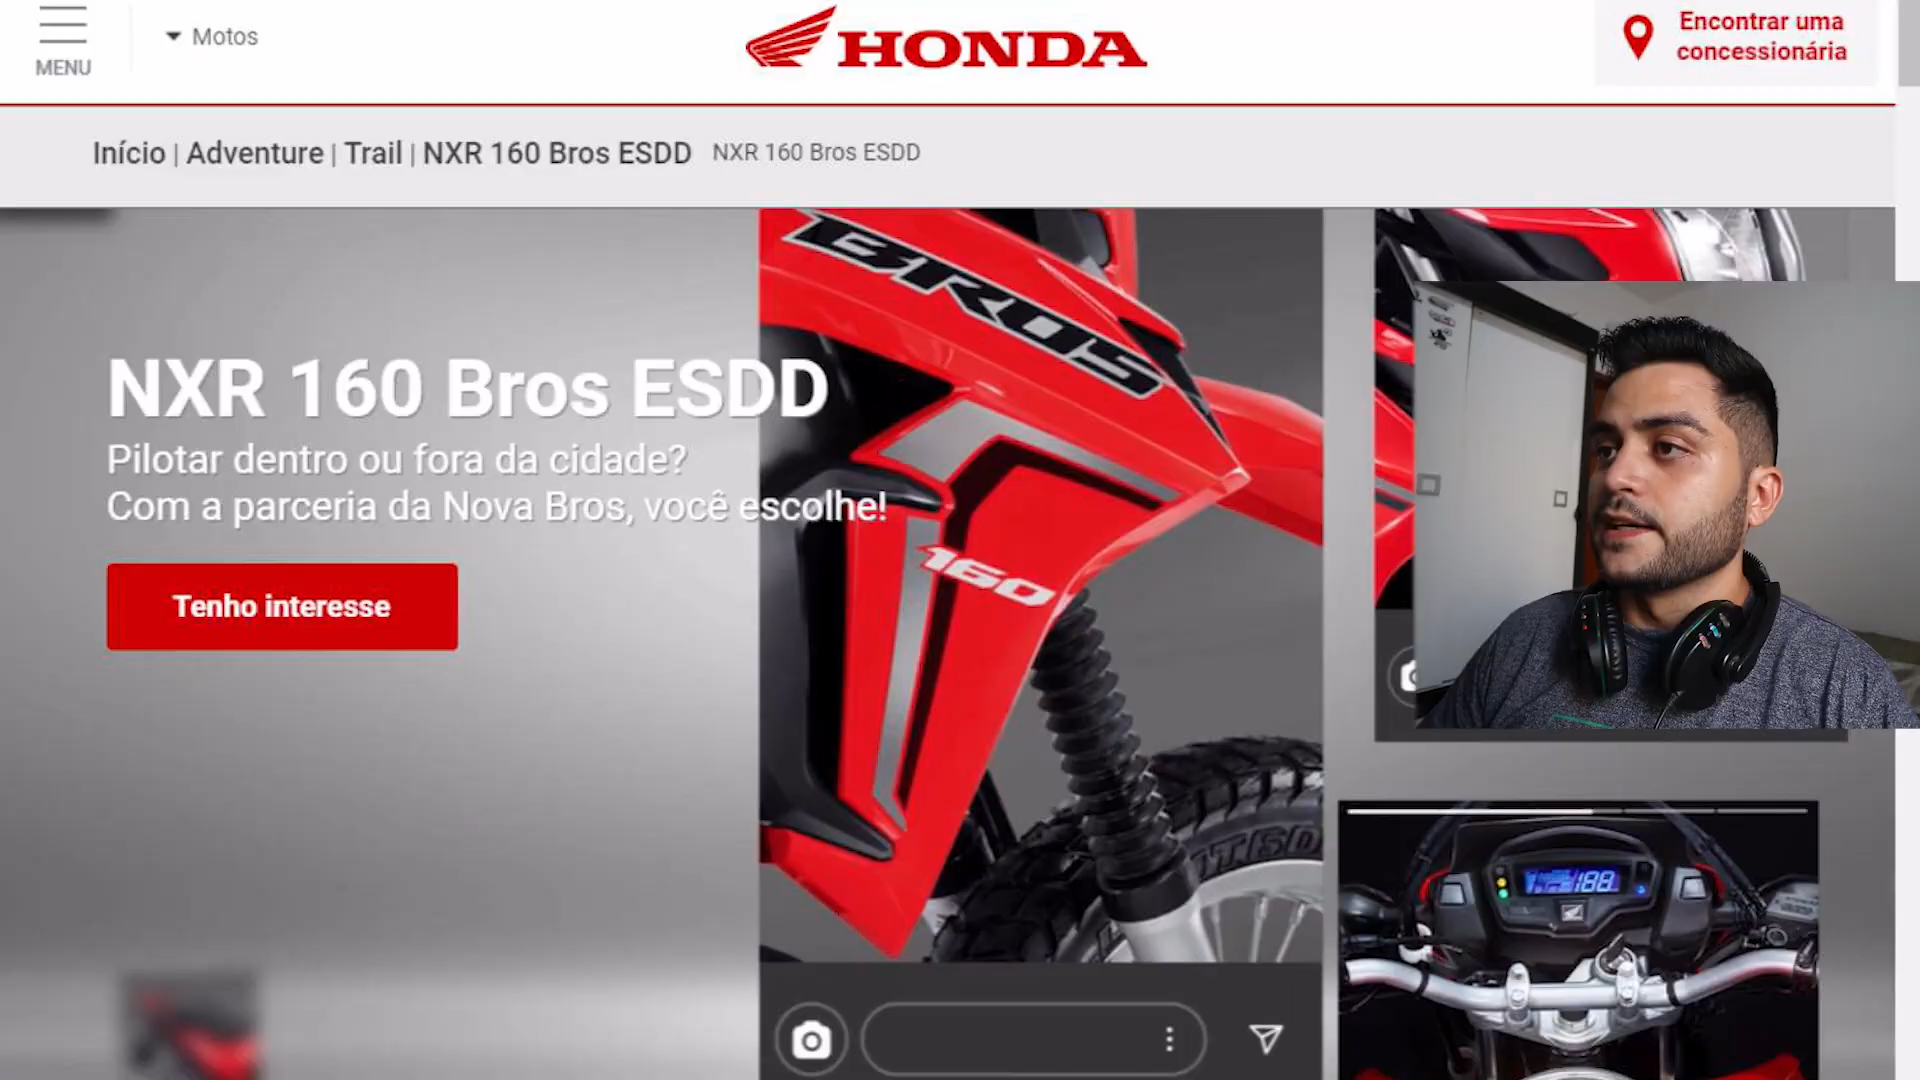 MENU
Motos
HONDA
Encontrar uma
concessionária
Início | Adventure | Trail | NXR 160 Bros ESDD NXR 160 Bros ESDD
BROS
NXR 160 Bros ESDD
Pilotar dentro ou fora da cidade?
Com a parceria da Nova Bros, você escolhe!
160
Tenho interesse